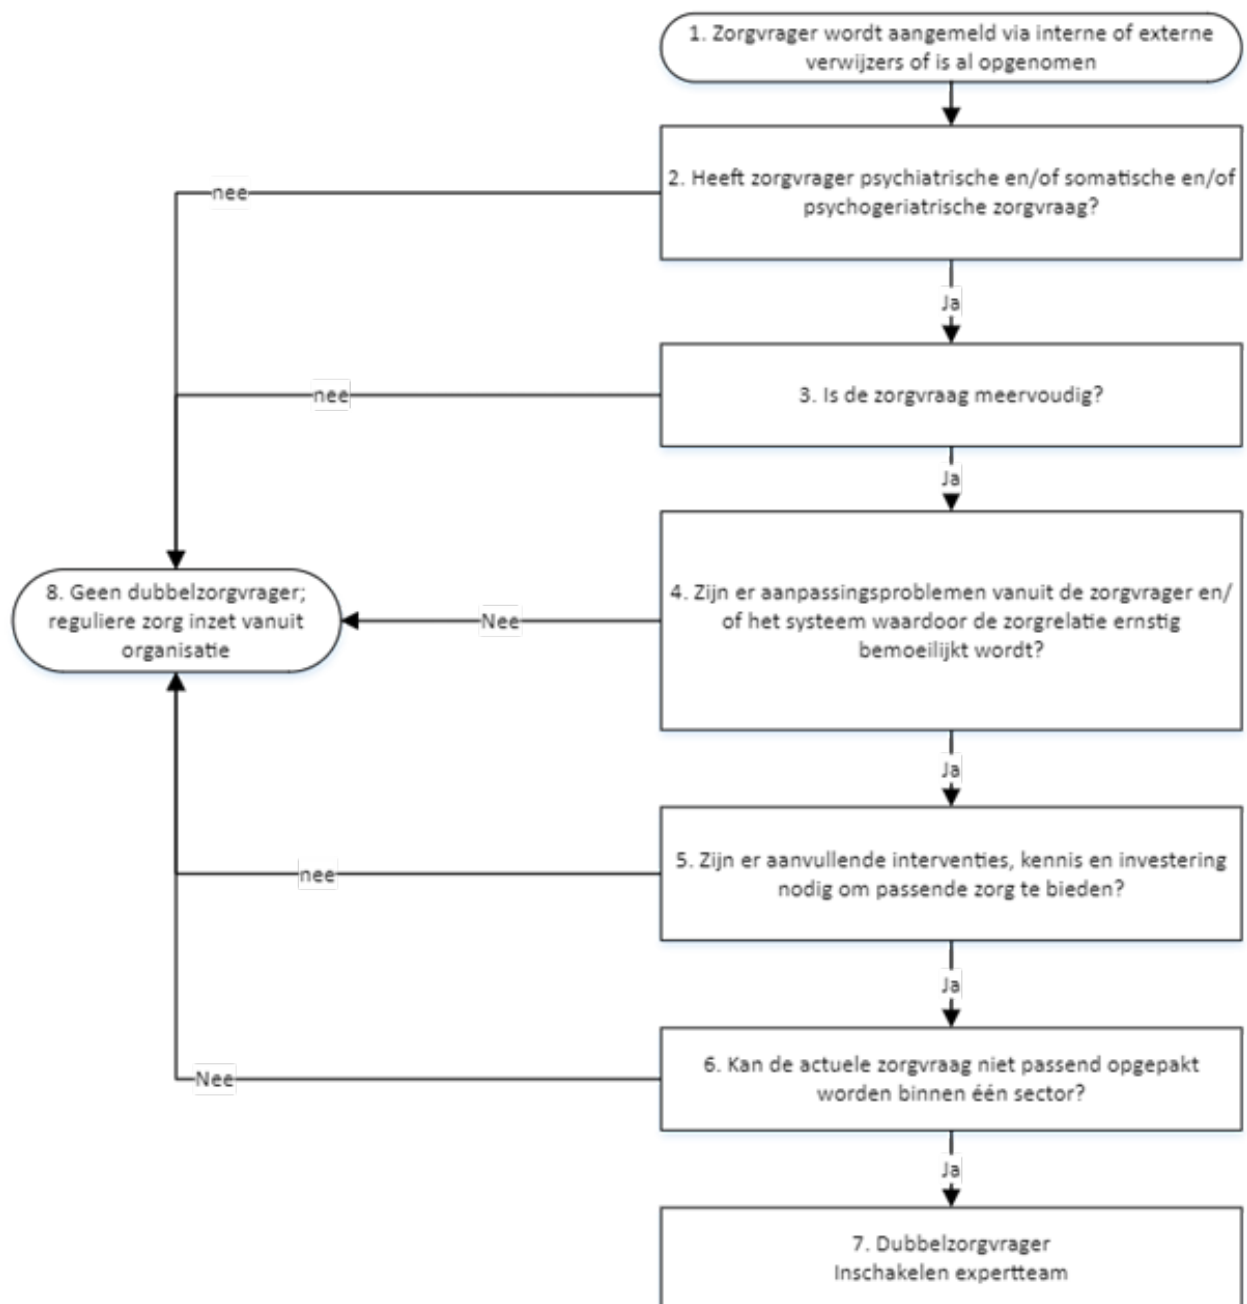 1. Zorgvrager wordt aangemeld via interne of externe
verwijzers of is al opgenomen
nee
2. Heeft zorgvrager psychiatrische en/of somatische en/of
psychogeriatrische zorgvraag?
Ja
nee
3. Is de zorgvraag meervoudig?
Ja
8. Geen dubbelzorgvrager;
reguliere zorg inzet vanuit
organisatie
Nee
4. Zijn er aanpassingsproblemen vanuit de zorgvrager en/
of het systeem waardoor de zorgrelatie ernstig
bemoeilijkt wordt?
Ja
nee
5. Zijn er aanvullende interventies, kennis en investering
nodig om passende zorg te bieden?
Ja
Nee
6. Kan de actuele zorgvraag niet passend opgepakt
worden binnen één sector?
Ja
7. Dubbelzorgvrager
Inschakelen expertteam